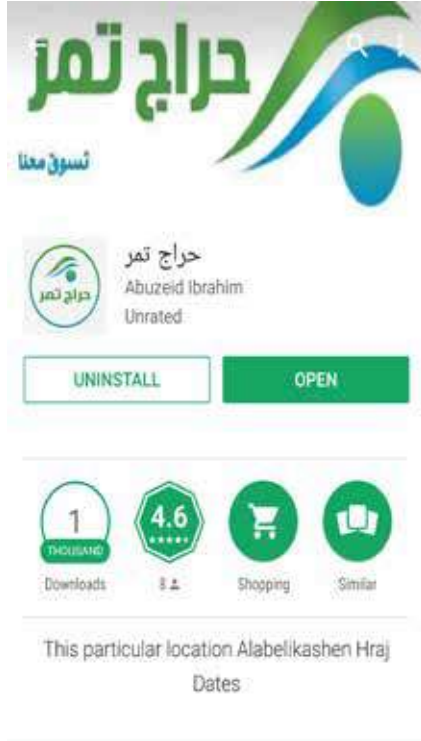 حراج تمر
تسوق معنا
حراج تمر
حراج تمر
Abuzeid Ibrahim
Unrated
UNINSTALL
OPEN
1
THOUSAND
Downloads
4.6
8
Shopping
Similar
This particular location Alabelikashen Hraj
Dates